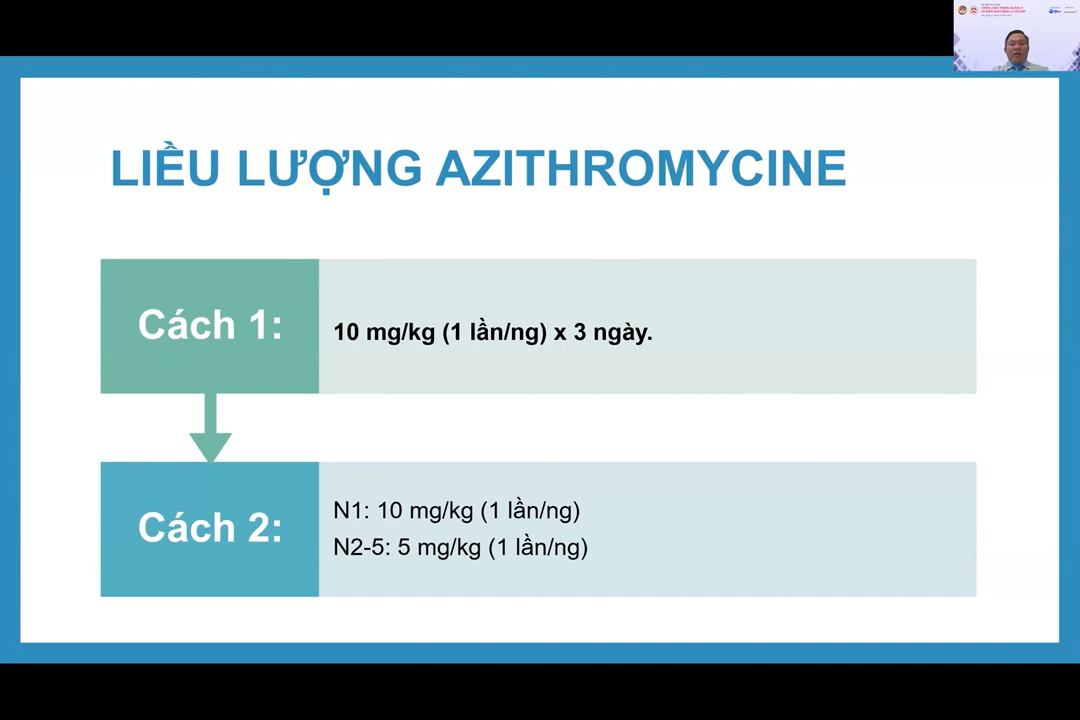 LIỀU LƯỢNG AZITHROMYCINE
Cách 1:
10 mg/kg (1 lần/ng) x 3 ngày.
Cách 2:
N1: 10 mg/kg (1 lần/ng)
N2-5: 5 mg/kg (1 lần/ng)